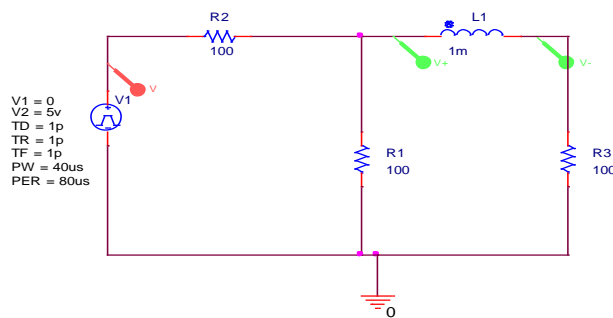 R2
100
L1
1m
V+
V-
V
V1
V1 = 0
V2 = 5v
TD = 1p
TR = 1p
TF = 1p
PW = 40us
PER = 80us
R1
100
R3
100
0